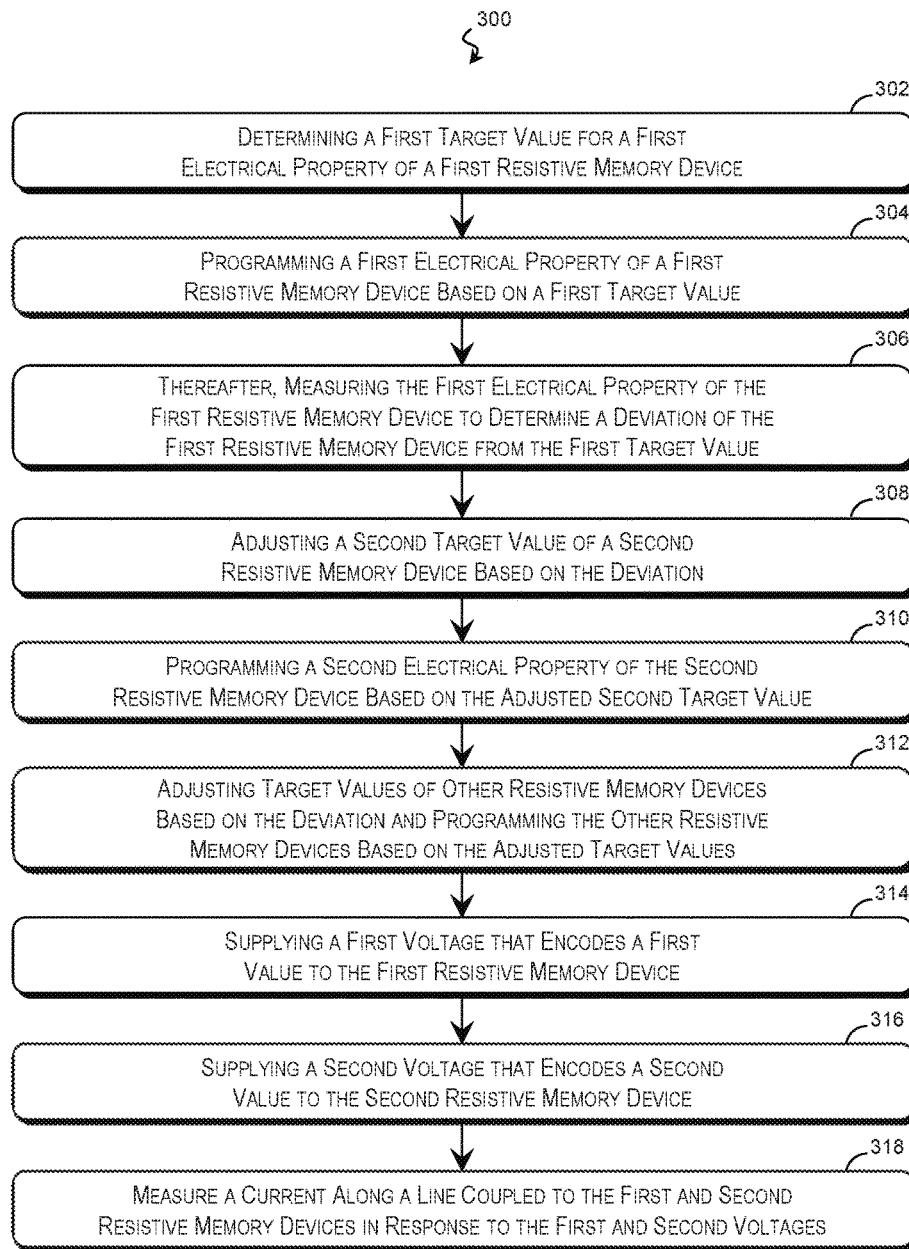 300
302
DETERMINING A FIRST TARGET VALUE FOR A FIRST
ELECTRICAL PROPERTY OF A FIRST RESISTIVE MEMORY DEVICE
304
PROGRAMMING A FIRST ELECTRICAL PROPERTY OF A FIRST
RESISTIVE MEMORY DEVICE BASED ON A FIRST TARGET VALUE
306
THEREAFTER, MEASURING THE FIRST ELECTRICAL PROPERTY OF THE
FIRST RESISTIVE MEMORY DEVICE TO DETERMINE A DEVIATION OF THE
FIRST RESISTIVE MEMORY DEVICE FROM THE FIRST TARGET VALUE
308
ADJUSTING A SECOND TARGET VALUE OF A SECOND
RESISTIVE MEMORY DEVICE BASED ON THE DEVIATION
310
PROGRAMMING A SECOND ELECTRICAL PROPERTY OF THE SECOND
RESISTIVE MEMORY DEVICE BASED ON THE ADJUSTED SECOND TARGET VALUE
312
ADJUSTING TARGET VALUES OF OTHER RESISTIVE MEMORY DEVICES
BASED ON THE DEVIATION AND PROGRAMMING THE OTHER RESISTIVE
MEMORY DEVICES BASED ON THE ADJUSTED TARGET VALUES
314
SUPPLYING A FIRST VOLTAGE THAT ENCODES A FIRST
VALUE TO THE FIRST RESISTIVE MEMORY DEVICE
316
SUPPLYING A SECOND VOLTAGE THAT ENCODES A SECOND
VALUE TO THE SECOND RESISTIVE MEMORY DEVICE
318
MEASURE A CURRENT ALONG A LINE COUPLED TO THE FIRST AND SECOND
RESISTIVE MEMORY DEVICES IN RESPONSE TO THE FIRST AND SECOND VOLTAGES